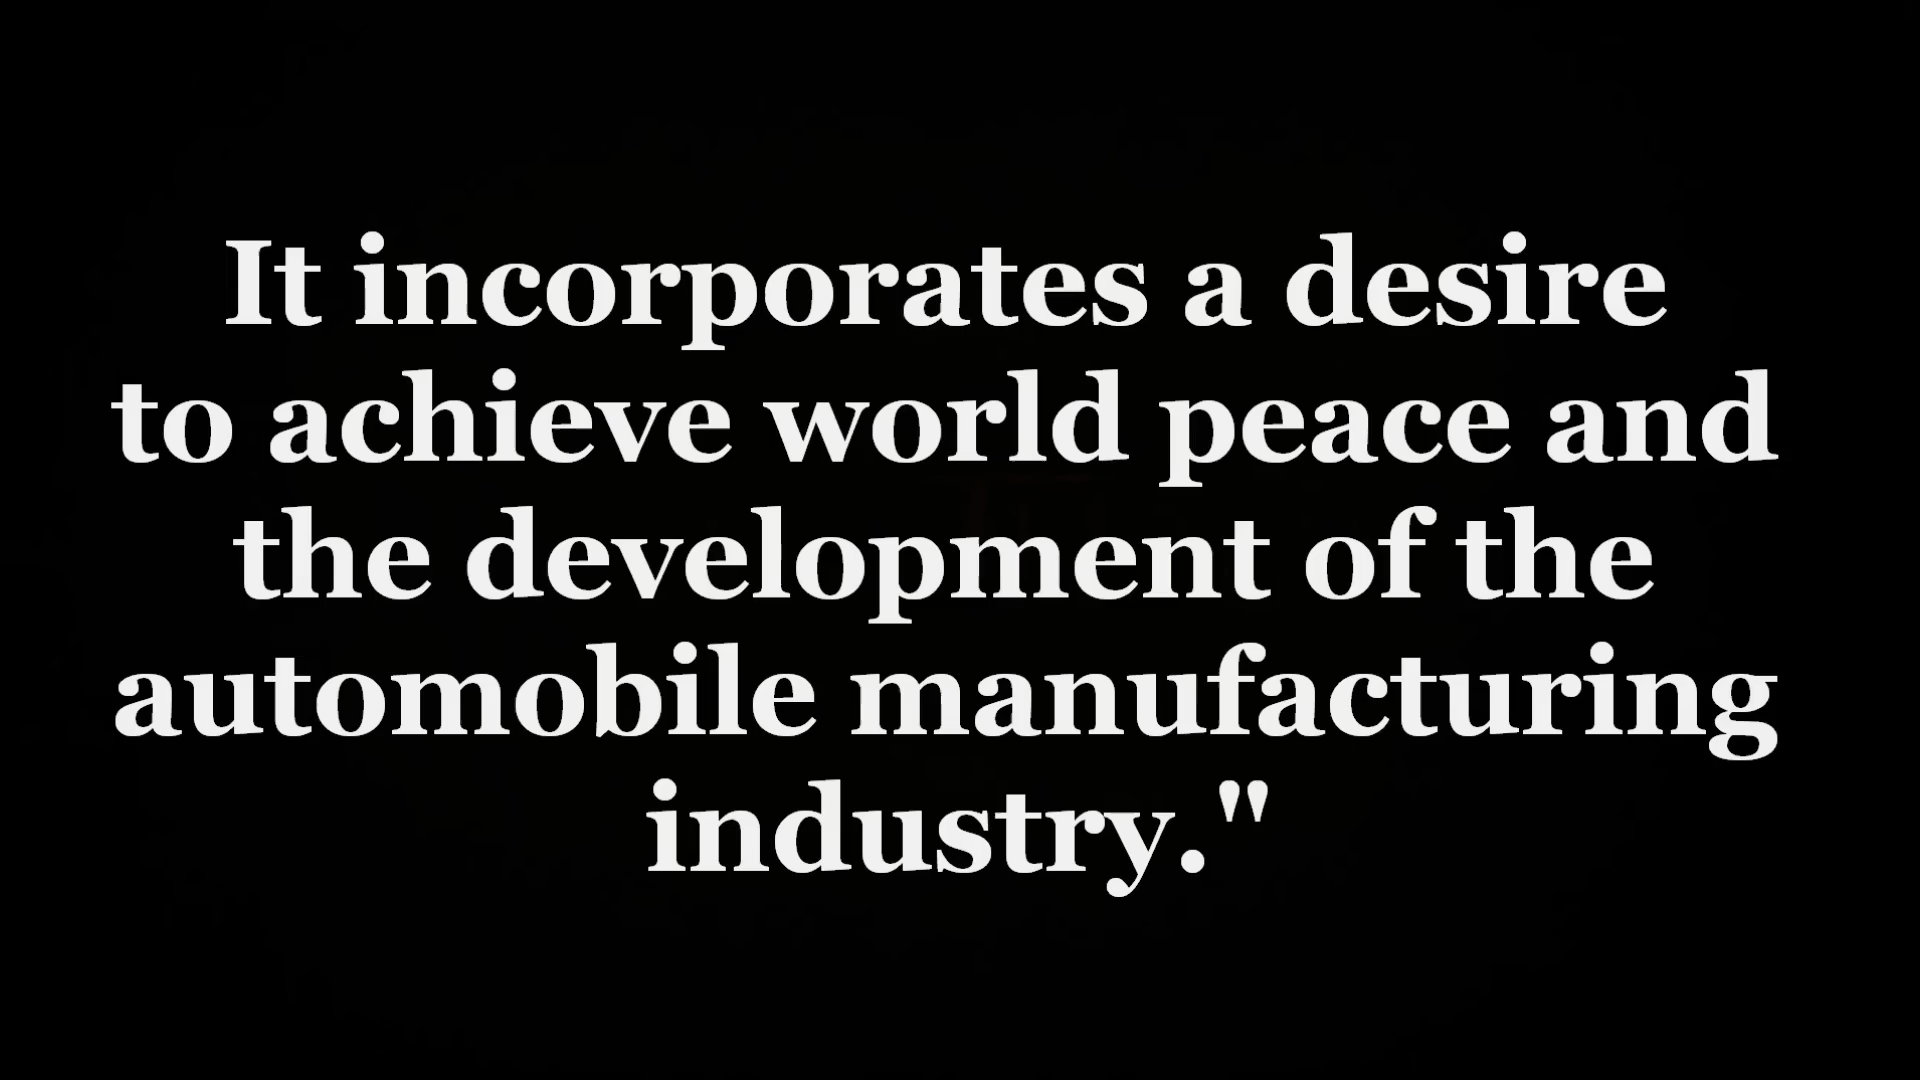 It incorporates a desire
to achieve world peace and
the development of the
automobile manufacturing
industry."